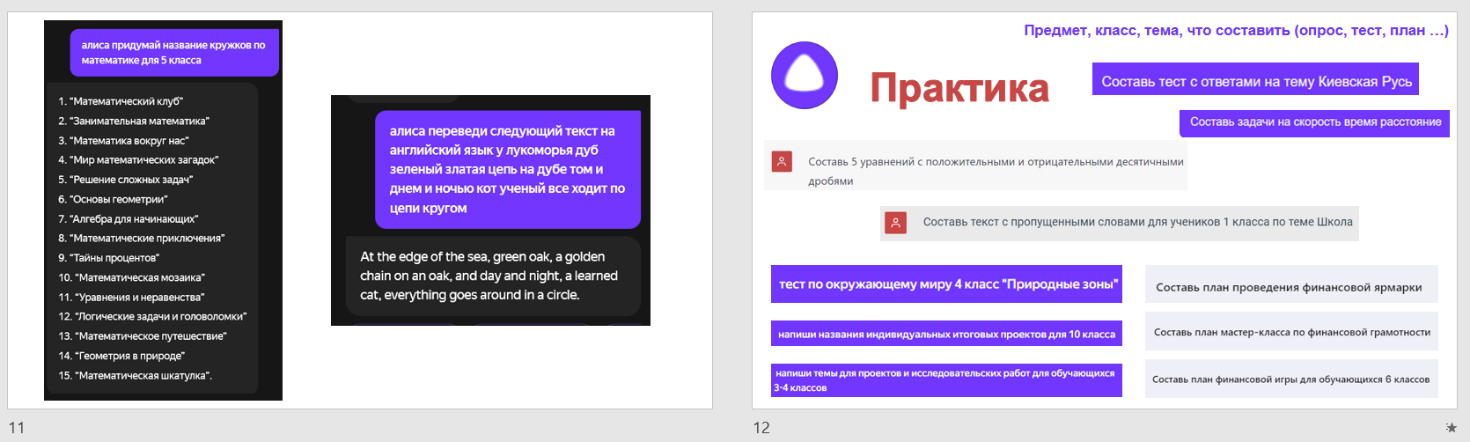 алиса придумай название кружков по
математике для 5 класса
1. "Математический клуб"
2. "Занимательная математика"
3. "Математика вокруг нас"
4. "Мир математических загадок"
5. "Решение сложных задач"
6. "Основы геометрии"
7. "Алгебра для начинающих"
8. "Математические приключения"
9. "Тайны процентов"
10. "Математическая мозаика"
11. "Уравнения и неравенства"
12. "Логические задачи и головоломки"
13. "Математическое путешествие"
14. "Геометрия в природе"
15. "Математическая шкатулка".
алиса переведи следующий текст на
английский язык у лукоморья дуб
зеленый златая цепь на дубе том и
днем и ночью кот ученый все ходит по
цепи кругом
At the edge of the sea, green oak, a golden
chain on an oak, and day and night, a learned
cat, everything goes around in a circle.
11
Предмет, класс, тема, что составить (опрос, тест, план ...)
Практика
Составь тест с ответами на тему Киевская Русь
Составь задачи на скорость время расстояние
Составь 5 уравнений с положительными и отрицательными десятичными
дробями
Составь текст с пропущенными словами для учеников 1 класса по теме Школа
тест по окружающему миру 4 класс "Природные зоны"
напиши названия индивидуальных итоговых проектов для 10 класса
напиши темы для проектов и исследовательских работ для обучающихся
3-4 классов
Составь план проведения финансовой ярмарки
Составь план мастер-класса по финансовой грамотности
Составь план финансовой игры для обучающихся 6 классов
12